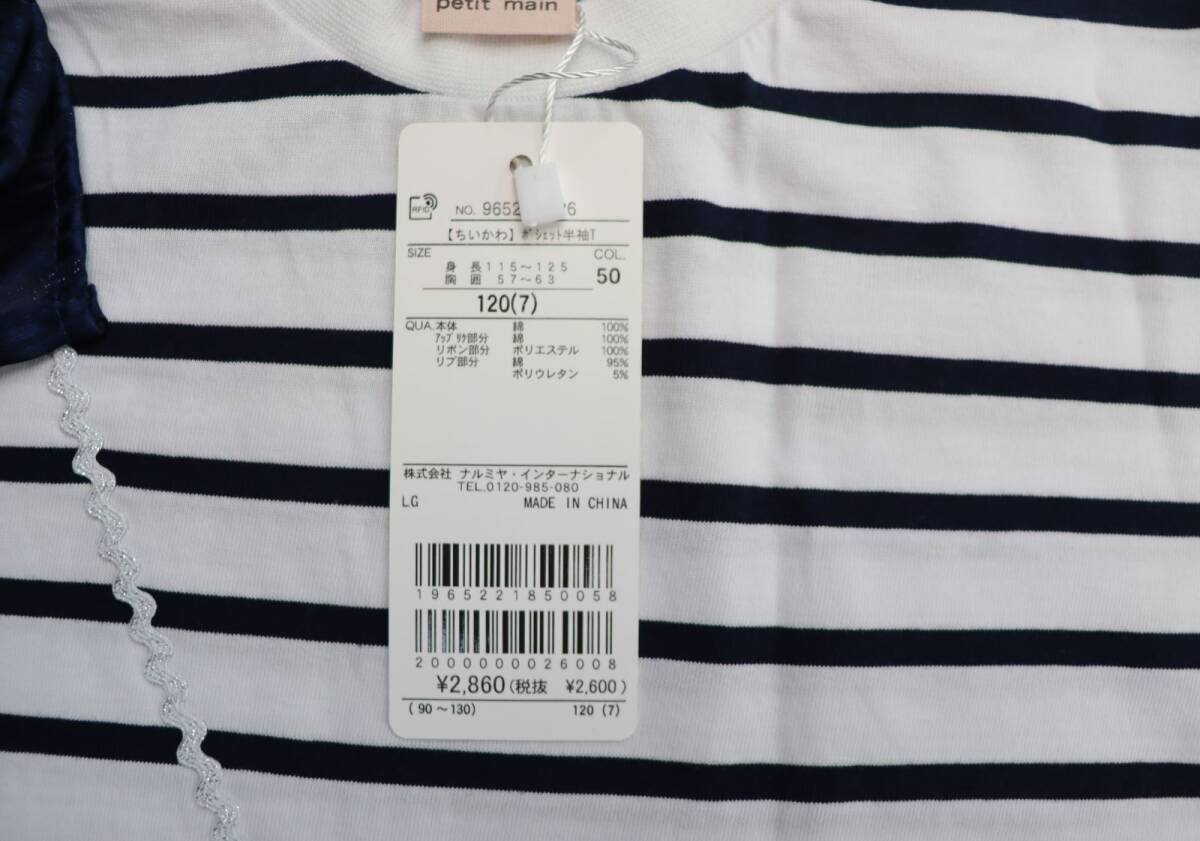 petit main
RFID
NO. 965226
【ちいかわ】ポシェット半袖T
SIZE COL.
身長 115～125
胸囲 57～63 50
120(7)
QUA. 本体 綿 100%
アップリケ部分 綿 100%
リボン部分 ポリエステル 100%
リブ部分 綿 95%
ポリウレタン 5%
株式会社 ナルミヤ・インターナショナル
TEL.0120-985-080
LG MADE IN CHINA
1965221850058
2000000026008
¥2,860(税抜 ¥2,600)
(90～130) 120 (7)